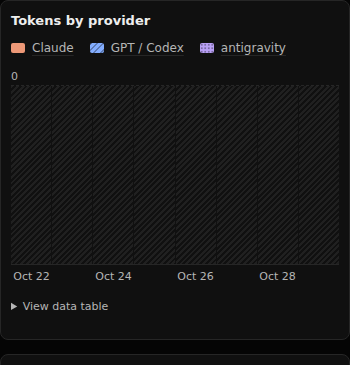 Tokens by provider
Claude GPT / Codex antigravity
0
Oct 22 Oct 24 Oct 26 Oct 28
View data table